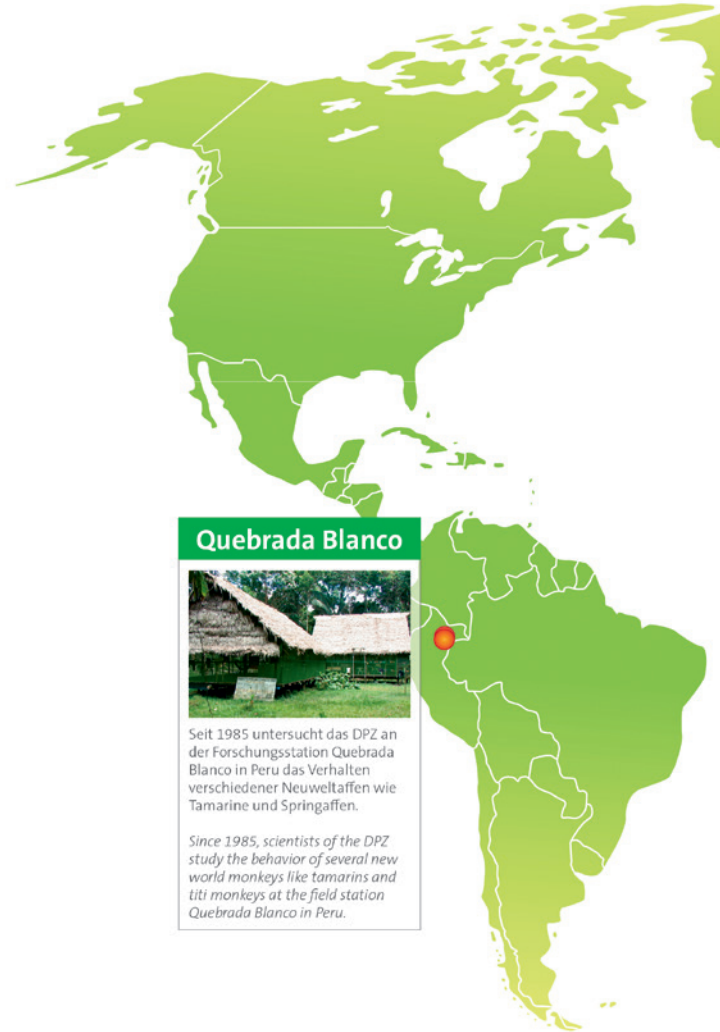 Quebrada Blanco
Seit 1985 untersucht das DPZ an
der Forschungsstation Quebrada
Blanco in Peru das Verhalten
verschiedener Neuweltaffen wie
Tamarine und Springaffen.
Since 1985, scientists of the DPZ
study the behavior of several new
world monkeys like tamarins and
titi monkeys at the field station
Quebrada Blanco in Peru.